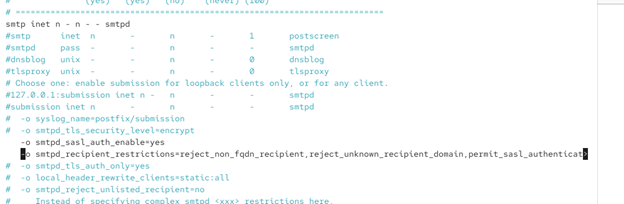 #             (yes)   (yes)   (no)    (never) (100)
# ==========================================================================
smtp inet n - n - - smtpd
#smtp      inet  n       -       n       -       1       postscreen
#smtpd     pass  -       -       n       -       -       smtpd
#dnsblog   unix  -       -       n       -       0       dnsblog
#tlsproxy  unix  -       -       n       -       0       tlsproxy
# Choose one: enable submission for loopback clients only, or for any client.
#127.0.0.1:submission inet n -   n       -       -       smtpd
#submission inet n       -       n       -       -       smtpd
#  -o syslog_name=postfix/submission
#  -o smtpd_tls_security_level=encrypt
   -o smtpd_sasl_auth_enable=yes
   -o smtpd_recipient_restrictions=reject_non_fqdn_recipient,reject_unknown_recipient_domain,permit_sasl_authenticat>
#  -o smtpd_tls_auth_only=yes
#  -o local_header_rewrite_clients=static:all
#  -o smtpd_reject_unlisted_recipient=no
#     Instead of specifying complex smtpd_<xxx>_restrictions here,